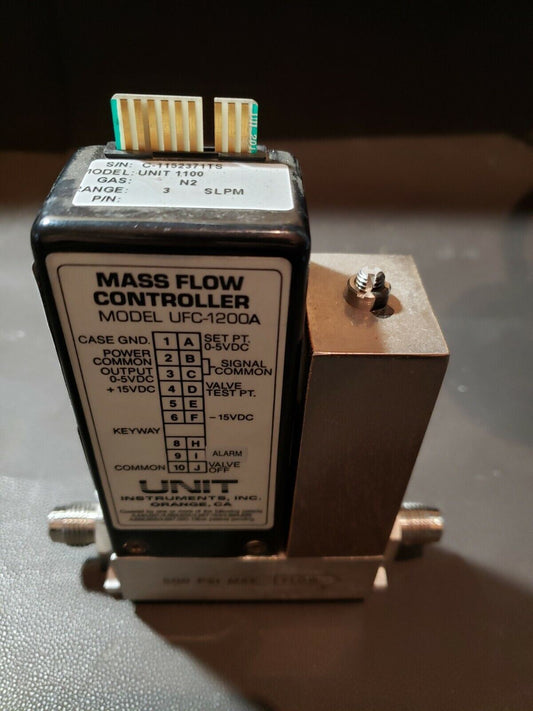 S/N: C-1152371TS
MODEL: UNIT 1100
GAS: N2
RANGE: 3 SLPM
P/N:
MASS FLOW
CONTROLLER
MODEL UFC-1200A
CASE GND. 1 A SET PT.
0-5VDC
POWER
COMMON 2 B SIGNAL
COMMON
OUTPUT
0-5VDC 3 C
+15VDC 4 D VALVE
TEST PT.
5 E
6 F -15VDC
KEYWAY
8 H
9 I ALARM
COMMON 10 J VALVE
OFF
UNIT
INSTRUMENTS, INC.
ORANGE, CA
500 PSI MAX